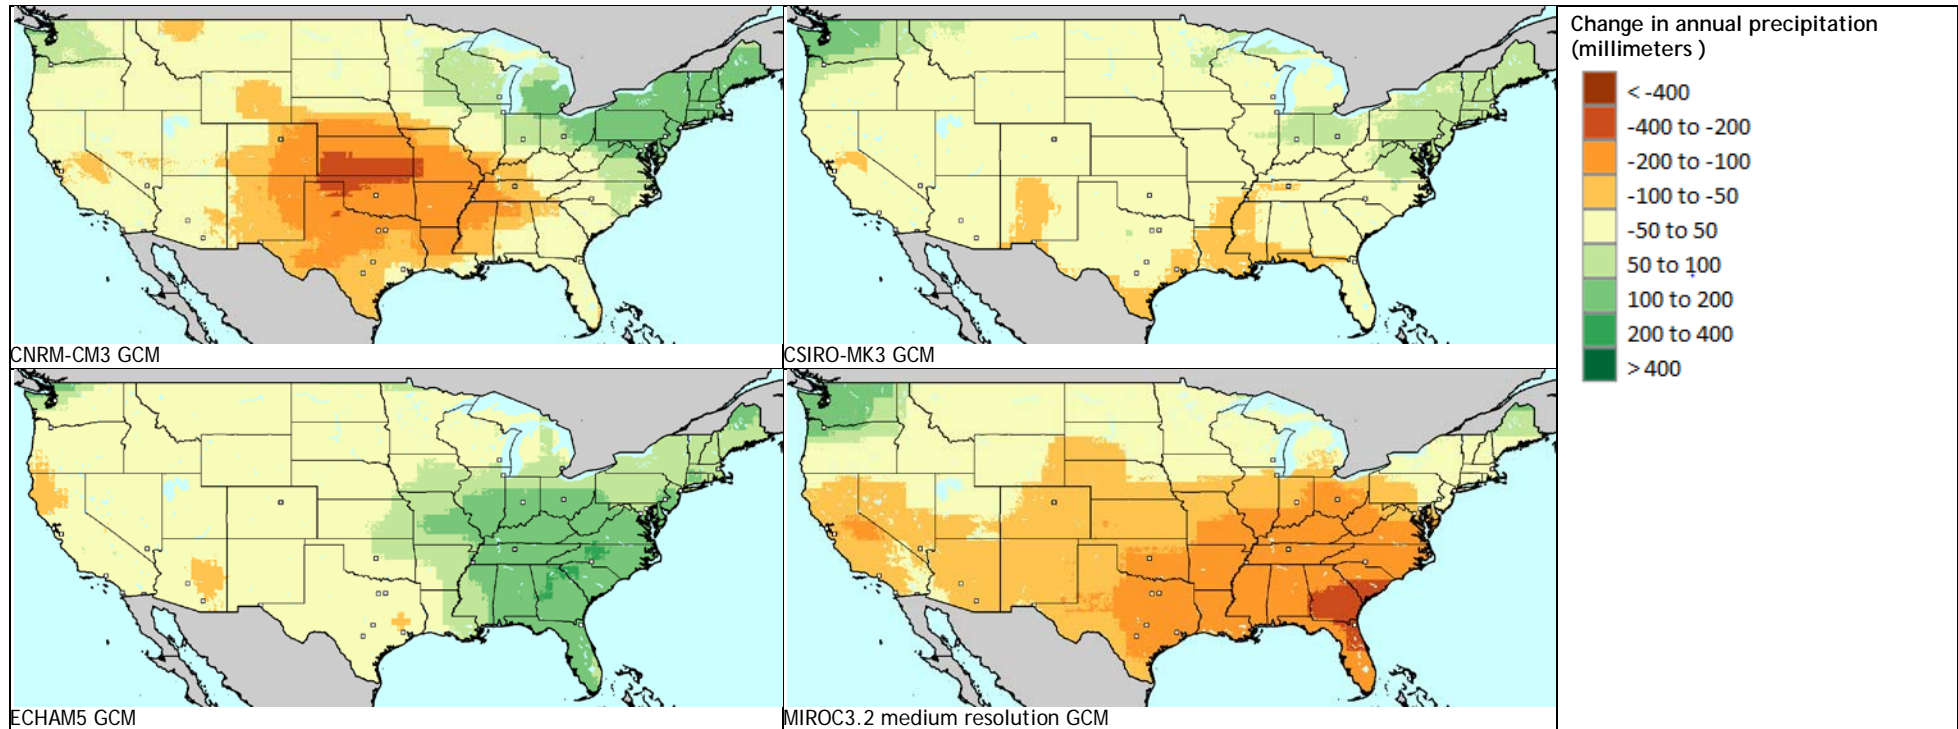 CNRM-CM3 GCM
CSIRO-MK3 GCM
ECHAM5 GCM
MIROC3.2 medium resolution GCM
Change in annual precipitation
(millimeters )
< -400
-400 to -200
-200 to -100
-100 to -50
-50 to 50
50 to 100
100 to 200
200 to 400
> 400